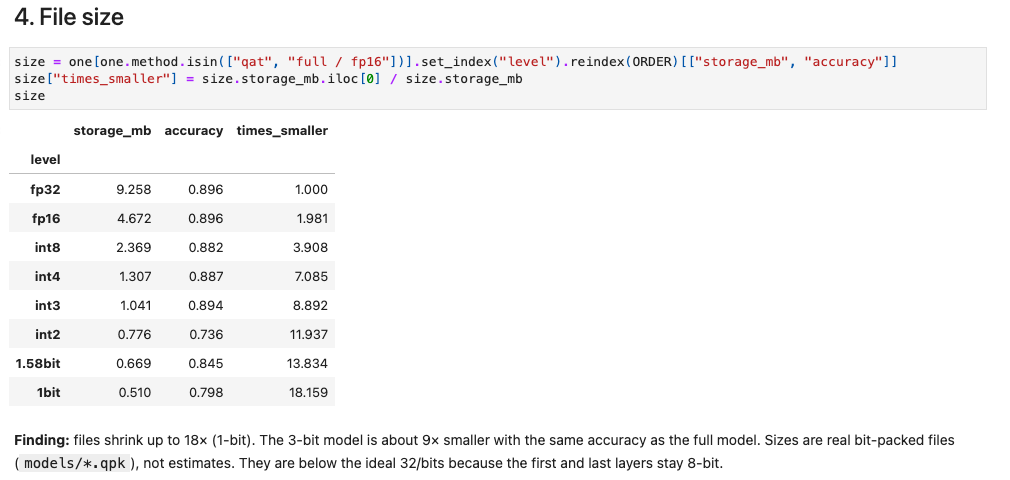 4. File size
size = one[one.method.isin(["qat", "full / fp16"])].set_index("level").reindex(ORDER)[["storage_mb", "accuracy"]]
size["times_smaller"] = size.storage_mb.iloc[0] / size.storage_mb
size
storage_mb accuracy times_smaller
level
fp32 9.258 0.896 1.000
fp16 4.672 0.896 1.981
int8 2.369 0.882 3.908
int4 1.307 0.887 7.085
int3 1.041 0.894 8.892
int2 0.776 0.736 11.937
1.58bit 0.669 0.845 13.834
1bit 0.510 0.798 18.159
Finding: files shrink up to 18× (1-bit). The 3-bit model is about 9× smaller with the same accuracy as the full model. Sizes are real bit-packed files
( models/*.qpk ), not estimates. They are below the ideal 32/bits because the first and last layers stay 8-bit.